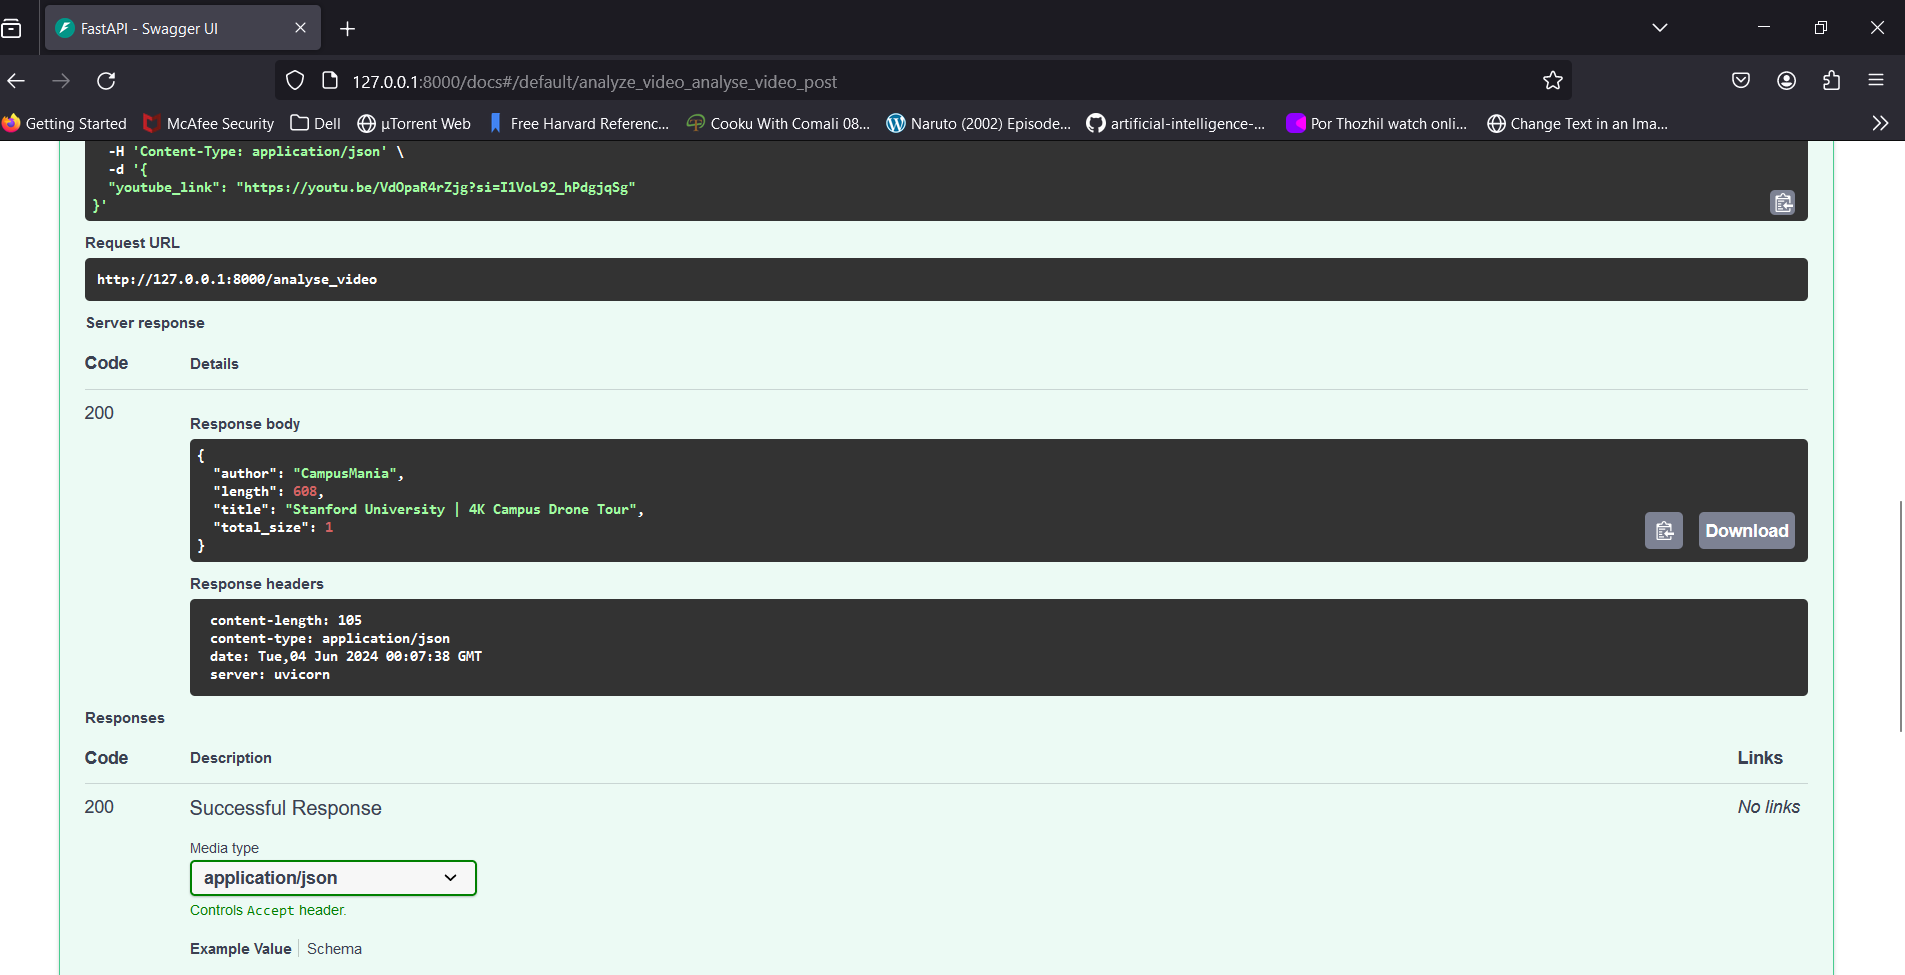 FastAPI - Swagger UI
127.0.0.1:8000/docs#/default/analyze_video_analyse_video_post
Getting Started McAfee Security Dell µTorrent Web Free Harvard Referenc... Cooku With Comali 08... Naruto (2002) Episode... artificial-intelligence-... Por Thozhil watch onli... Change Text in an Ima...
-H 'Content-Type: application/json' \
-d '{
"youtube_link": "https://youtu.be/VdOpaR4rZjg?si=I1VoL92_hPdgjqSg"
}'
Request URL
http://127.0.0.1:8000/analyse_video
Server response
Code Details
200
Response body
{
"author": "CampusMania",
"length": 608,
"title": "Stanford University | 4K Campus Drone Tour",
"total_size": 1
}
Download
Response headers
content-length: 105
content-type: application/json
date: Tue,04 Jun 2024 00:07:38 GMT
server: uvicorn
Responses
Code Description Links
200 Successful Response No links
Media type
application/json
Controls Accept header.
Example Value Schema